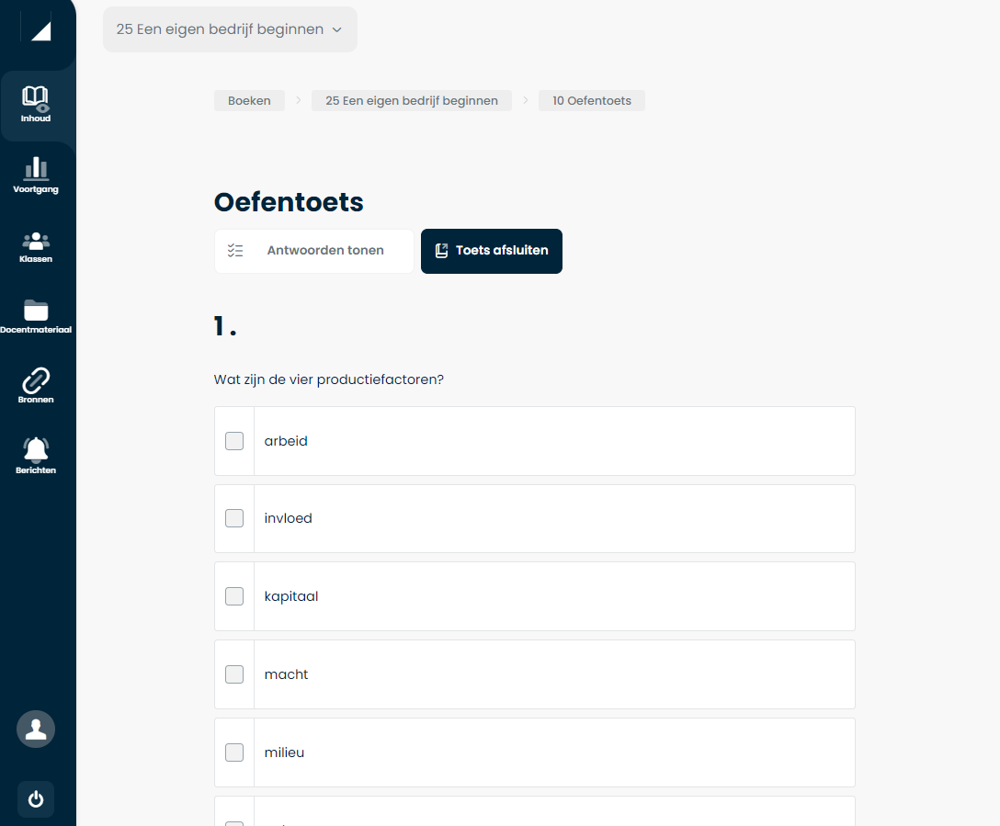 25 Een eigen bedrijf beginnen
Inhoud
Voortgang
Klassen
Docentmateriaal
Bronnen
Berichten
Boeken
25 Een eigen bedrijf beginnen
10 Oefentoets
Oefentoets
Antwoorden tonen
Toets afsluiten
1 .
Wat zijn de vier productiefactoren?
arbeid
invloed
kapitaal
macht
milieu